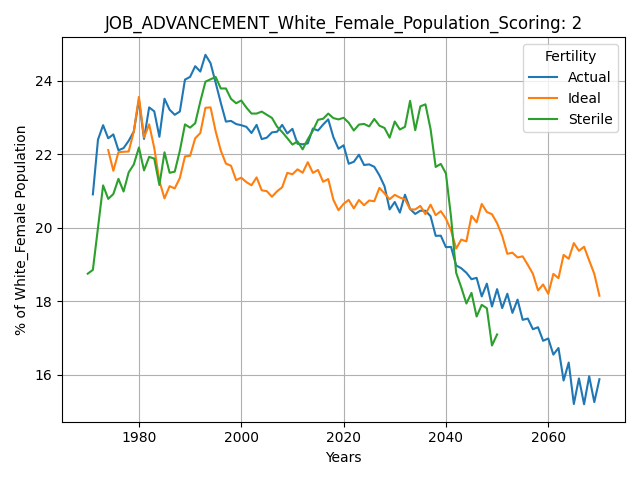 JOB_ADVANCEMENT_White_Female_Population_Scoring: 2
Fertility
Actual
Ideal
Sterile
% of White_Female Population
24
22
20
18
16
1980
2000
2020
2040
2060
Years